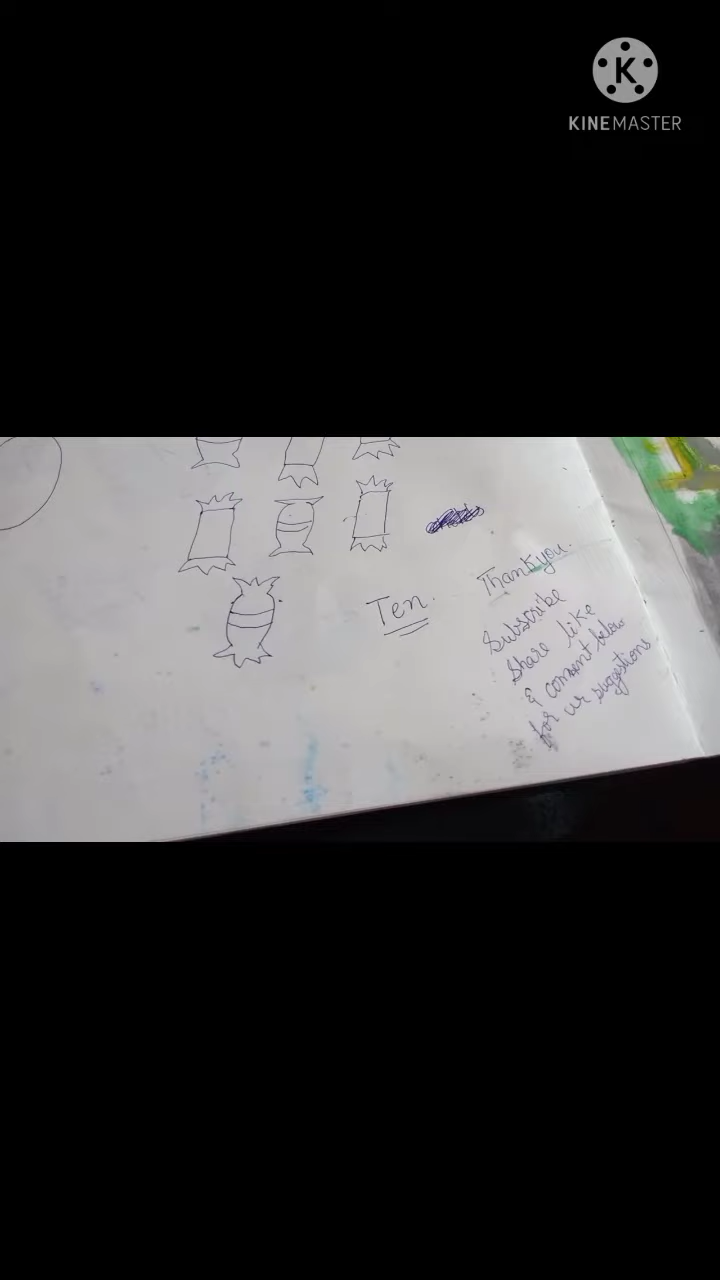 KINEMASTER
Ten.
Thankyou.
Subscribe
Share like
& comment below
for ur suggestions